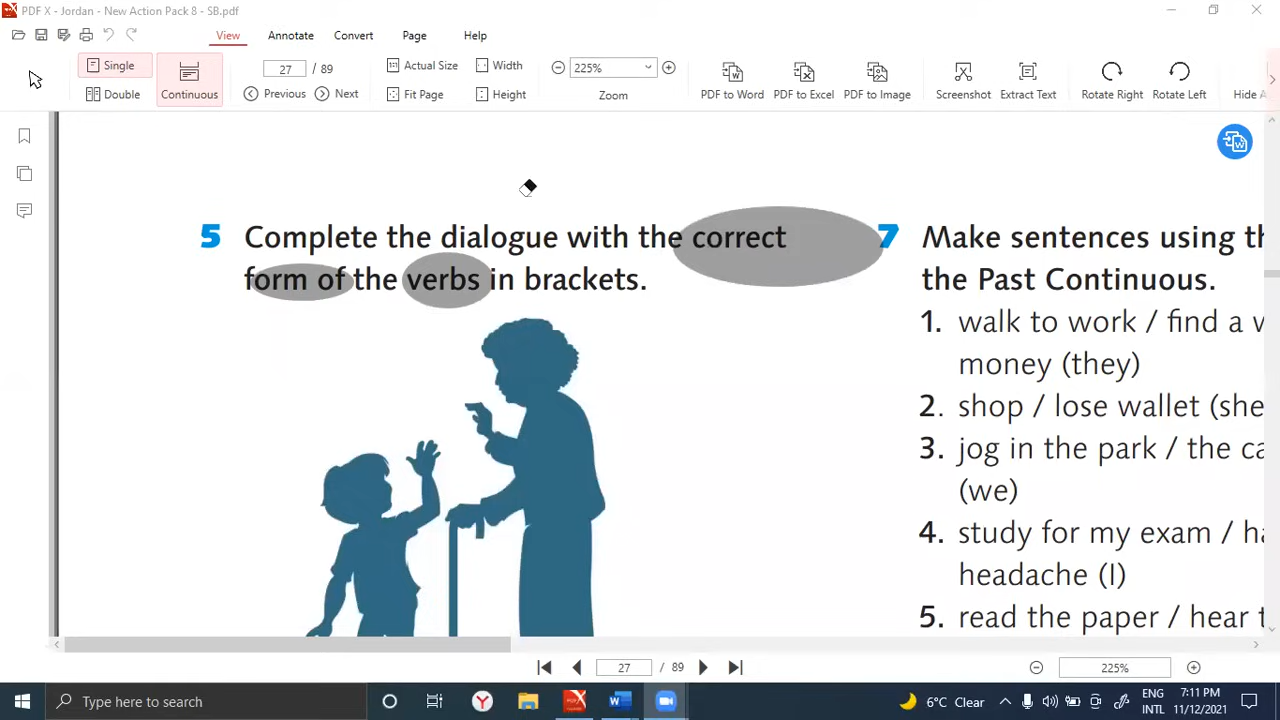 PDF X - Jordan - New Action Pack 8 - SB.pdf
View Annotate Convert Page Help
Single
Double
Continuous
27 / 89
Previous Next
Actual Size
Fit Page
Width
Height
225%
Zoom
PDF to Word
PDF to Excel
PDF to Image
Screenshot
Extract Text
Rotate Right
Rotate Left
Hide A
5 Complete the dialogue with the correct
form of the verbs in brackets.
7 Make sentences using th
the Past Continuous.
1. walk to work / find a w
money (they)
2. shop / lose wallet (she
3. jog in the park / the ca
(we)
4. study for my exam / ha
headache (I)
5. read the paper / hear t
27 / 89
225%
Type here to search
6°C Clear
ENG
INTL
7:11 PM
11/12/2021